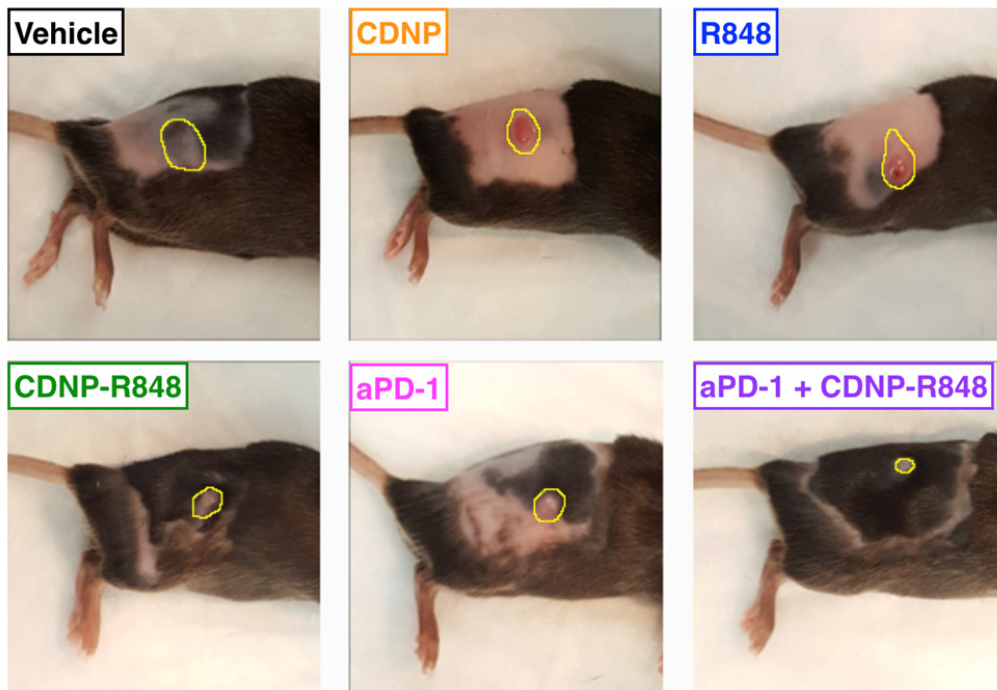 Vehicle
CDNP
R848
CDNP-R848
aPD-1
aPD-1 + CDNP-R848